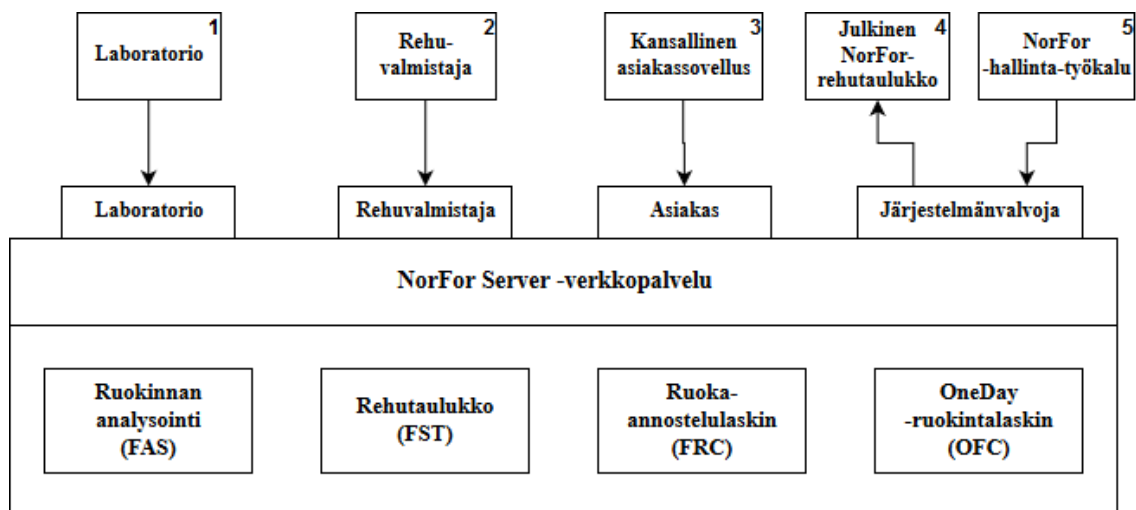 1
Laboratorio
2
Rehu-
valmistaja
3
Kansallinen
asiakassovellus
4
Julkinen
NorFor-
rehutaulukko
5
NorFor
-hallinta-työkalu
Laboratorio
Rehuvalmistaja
Asiakas
Järjestelmänvalvoja
NorFor Server -verkkopalvelu
Ruokinnan
analysointi
(FAS)
Rehutaulukko
(FST)
Ruoka-
annostelulaskin
(FRC)
OneDay
-ruokintalaskin
(OFC)